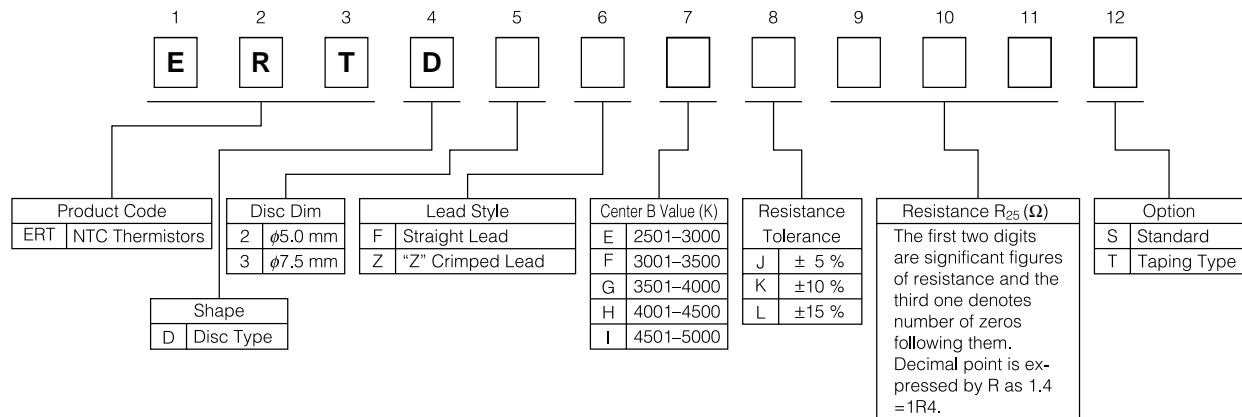 1 2 3 4 5 6 7 8 9 10 11 12
E R T D
Product Code
ERT NTC Thermistors
Shape
D Disc Type
Disc Dim
2 ϕ5.0 mm
3 ϕ7.5 mm
Lead Style
F Straight Lead
Z “Z” Crimped Lead
Center B Value (K)
E 2501–3000
F 3001–3500
G 3501–4000
H 4001–4500
I 4501–5000
Resistance
Tolerance
J ± 5 %
K ±10 %
L ±15 %
Resistance R25 (Ω)
The first two digits
are significant figures
of resistance and the
third one denotes
number of zeros
following them.
Decimal point is ex-
pressed by R as 1.4
=1R4.
Option
S Standard
T Taping Type